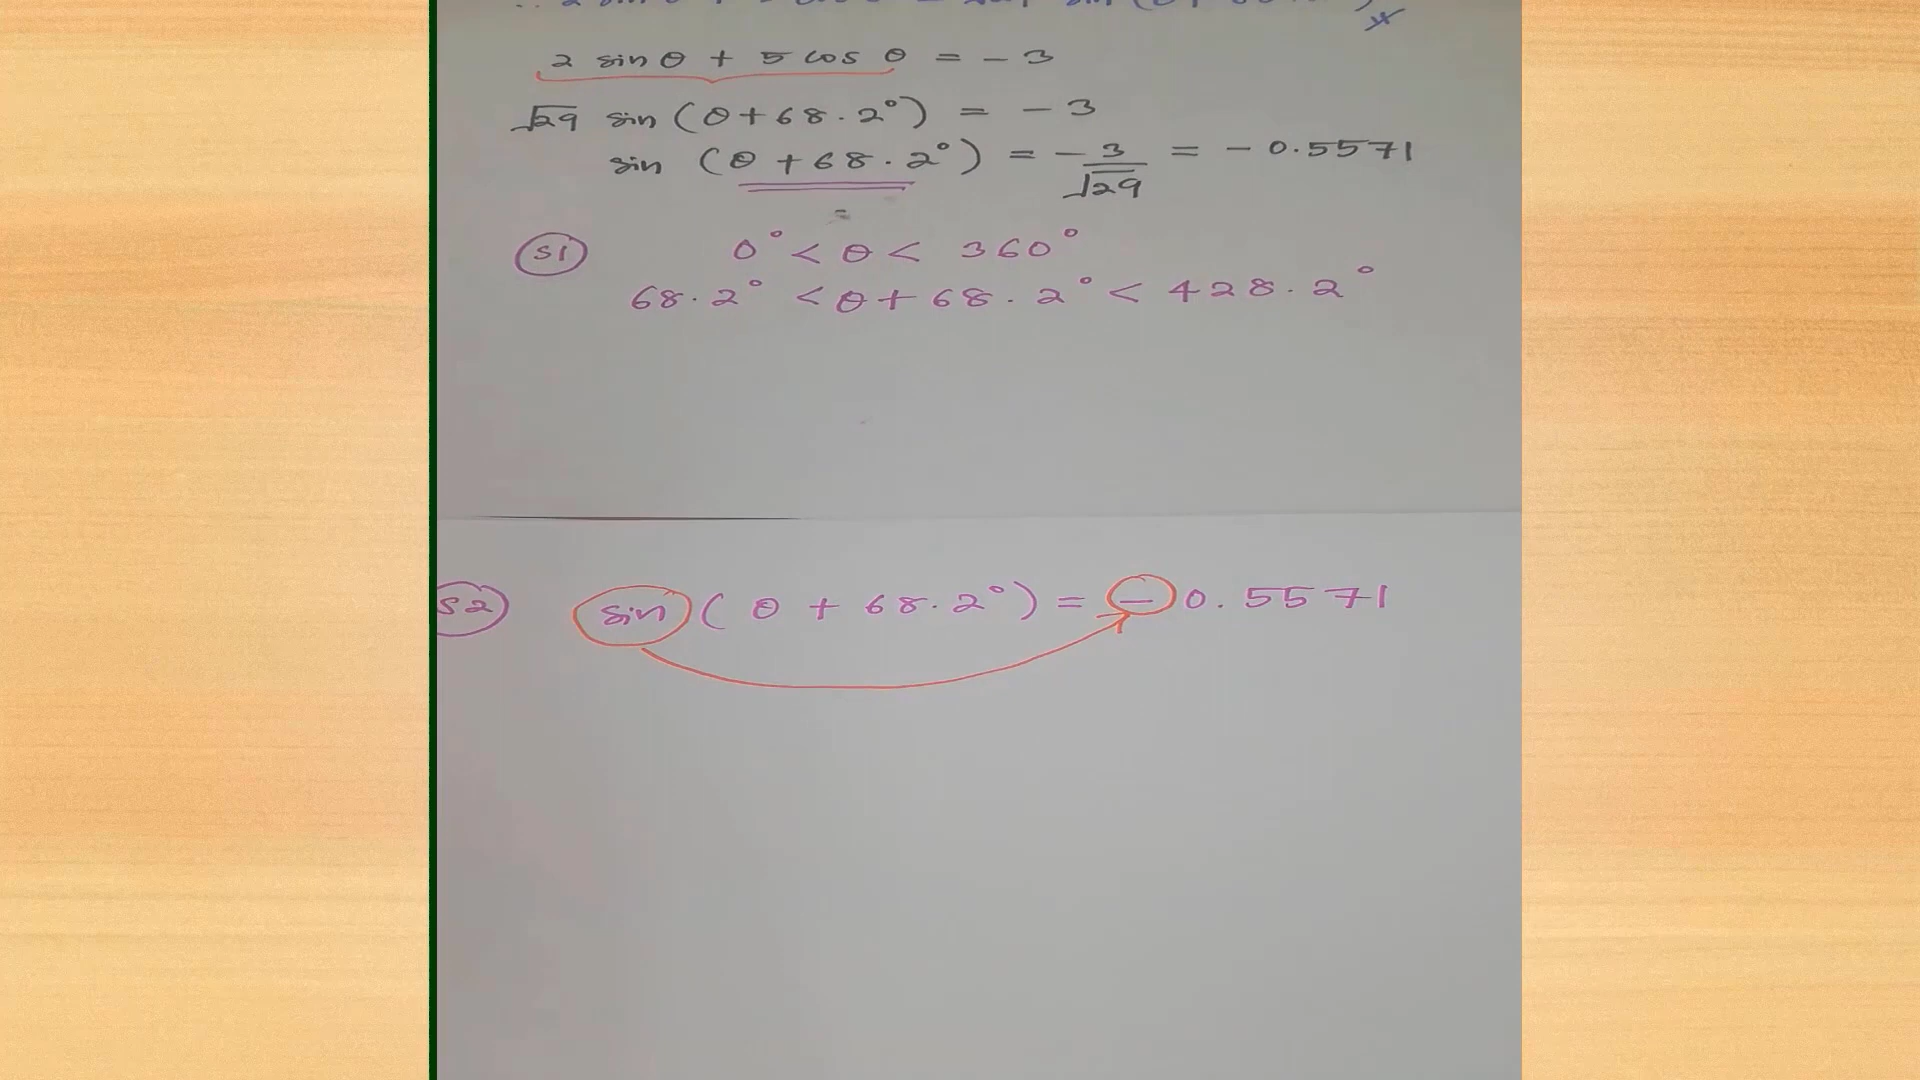 2 sin θ + 5 cos θ = - 3
√29 sin (θ + 68.2°) = - 3
sin (θ + 68.2°) = - 3/√29 = - 0.5571
S1 0° < θ < 360°
68.2° < θ + 68.2° < 428.2°
S2 sin (θ + 68.2°) = - 0.5571